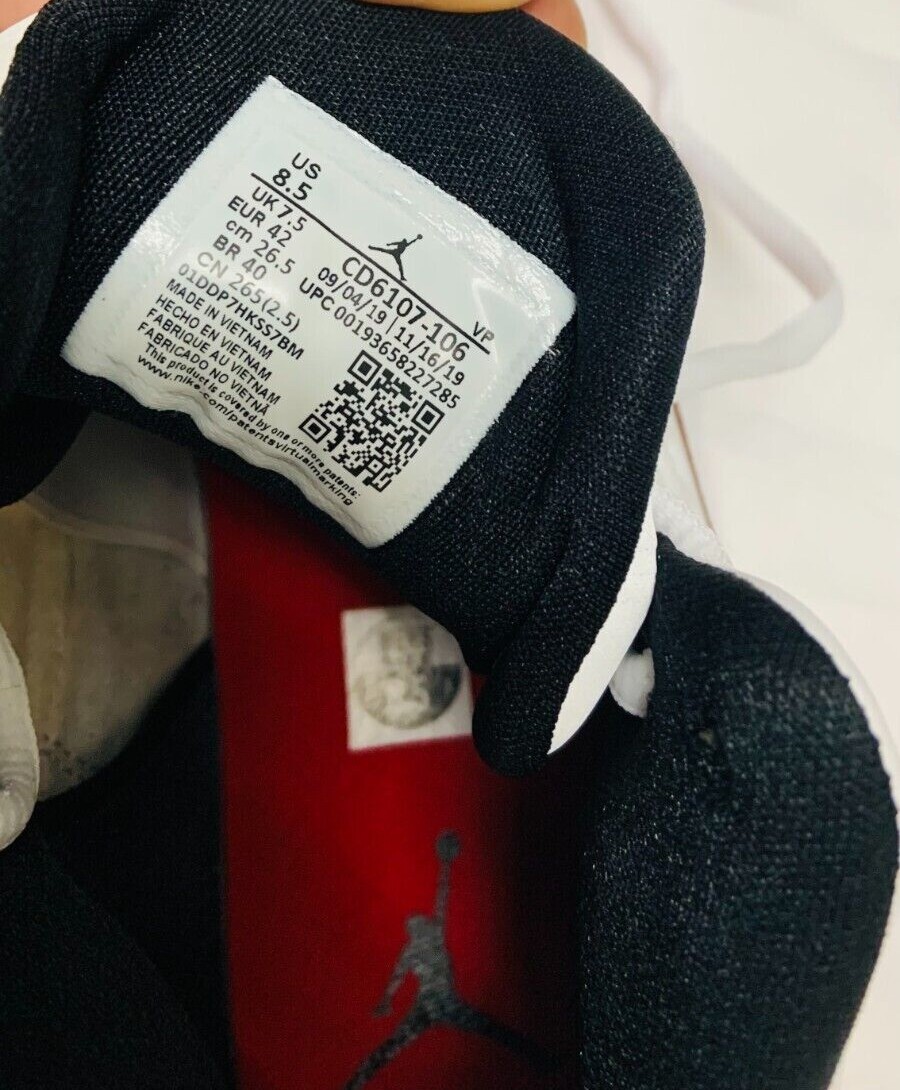 US
8.5
UK 7.5
EUR 42
cm 26.5
BR 40
CN 265(2.5)
01DDP7HKSS7BM
MADE IN VIETNAM
HECHO EN VIETNAM
FABRIQUE AU VIETNAM
FABRICADO NO VIETNÃ
This product is covered by one or more patents:
www.nike.com/patentsvirtualmarking
CD6107-106 VP
09/04/19 | 11/16/19
UPC 00193658227285